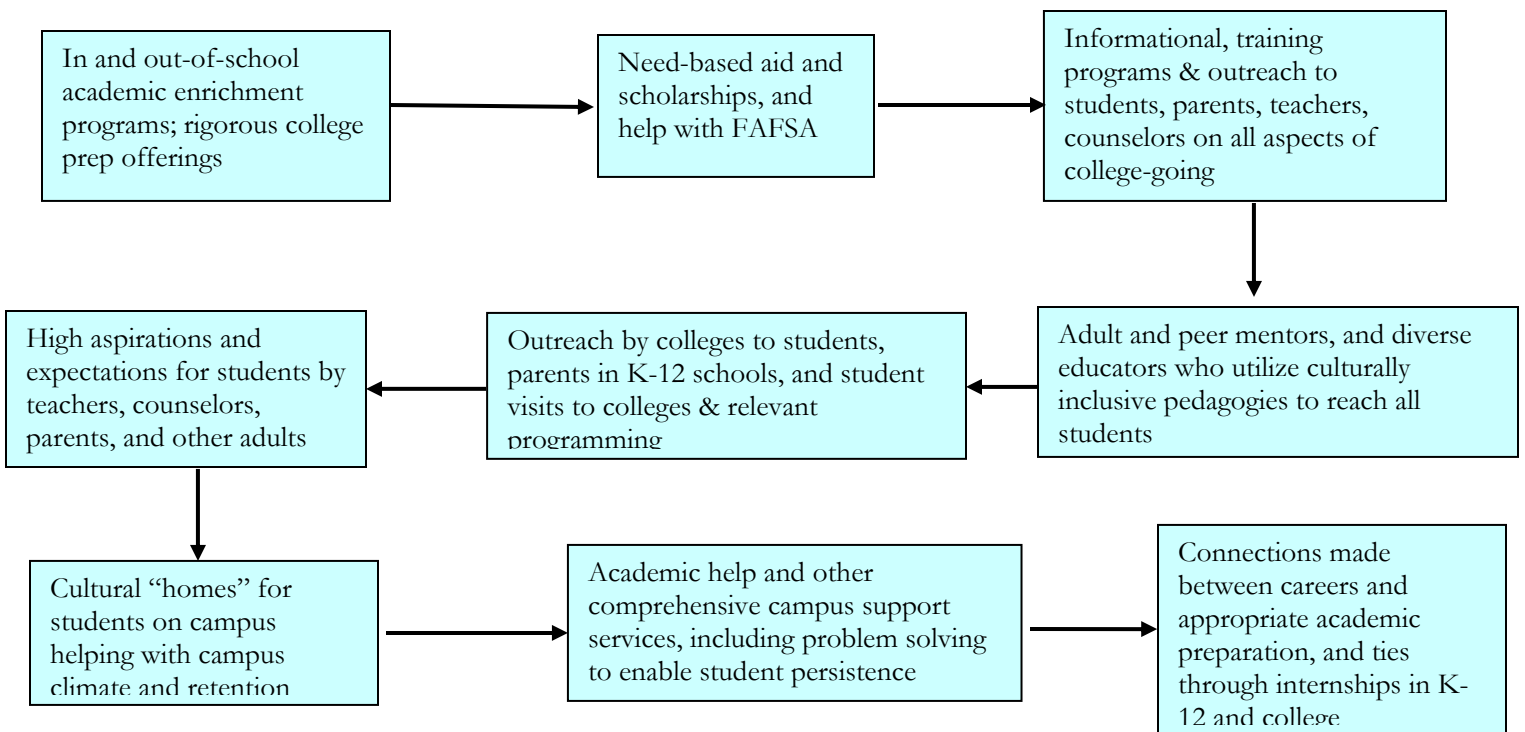 In and out-of-school
academic enrichment
programs; rigorous college
prep offerings
Need-based aid and
scholarships, and
help with FAFSA
Informational, training
programs & outreach to
students, parents, teachers,
counselors on all aspects of
college-going
High aspirations and
expectations for students by
teachers, counselors,
parents, and other adults
Outreach by colleges to students,
parents in K-12 schools, and student
visits to colleges & relevant
programming
Adult and peer mentors, and diverse
educators who utilize culturally
inclusive pedagogies to reach all
students
Cultural “homes” for
students on campus
helping with campus
climate and retention
Academic help and other
comprehensive campus support
services, including problem solving
to enable student persistence
Connections made
between careers and
appropriate academic
preparation, and ties
through internships in K-
12 and college